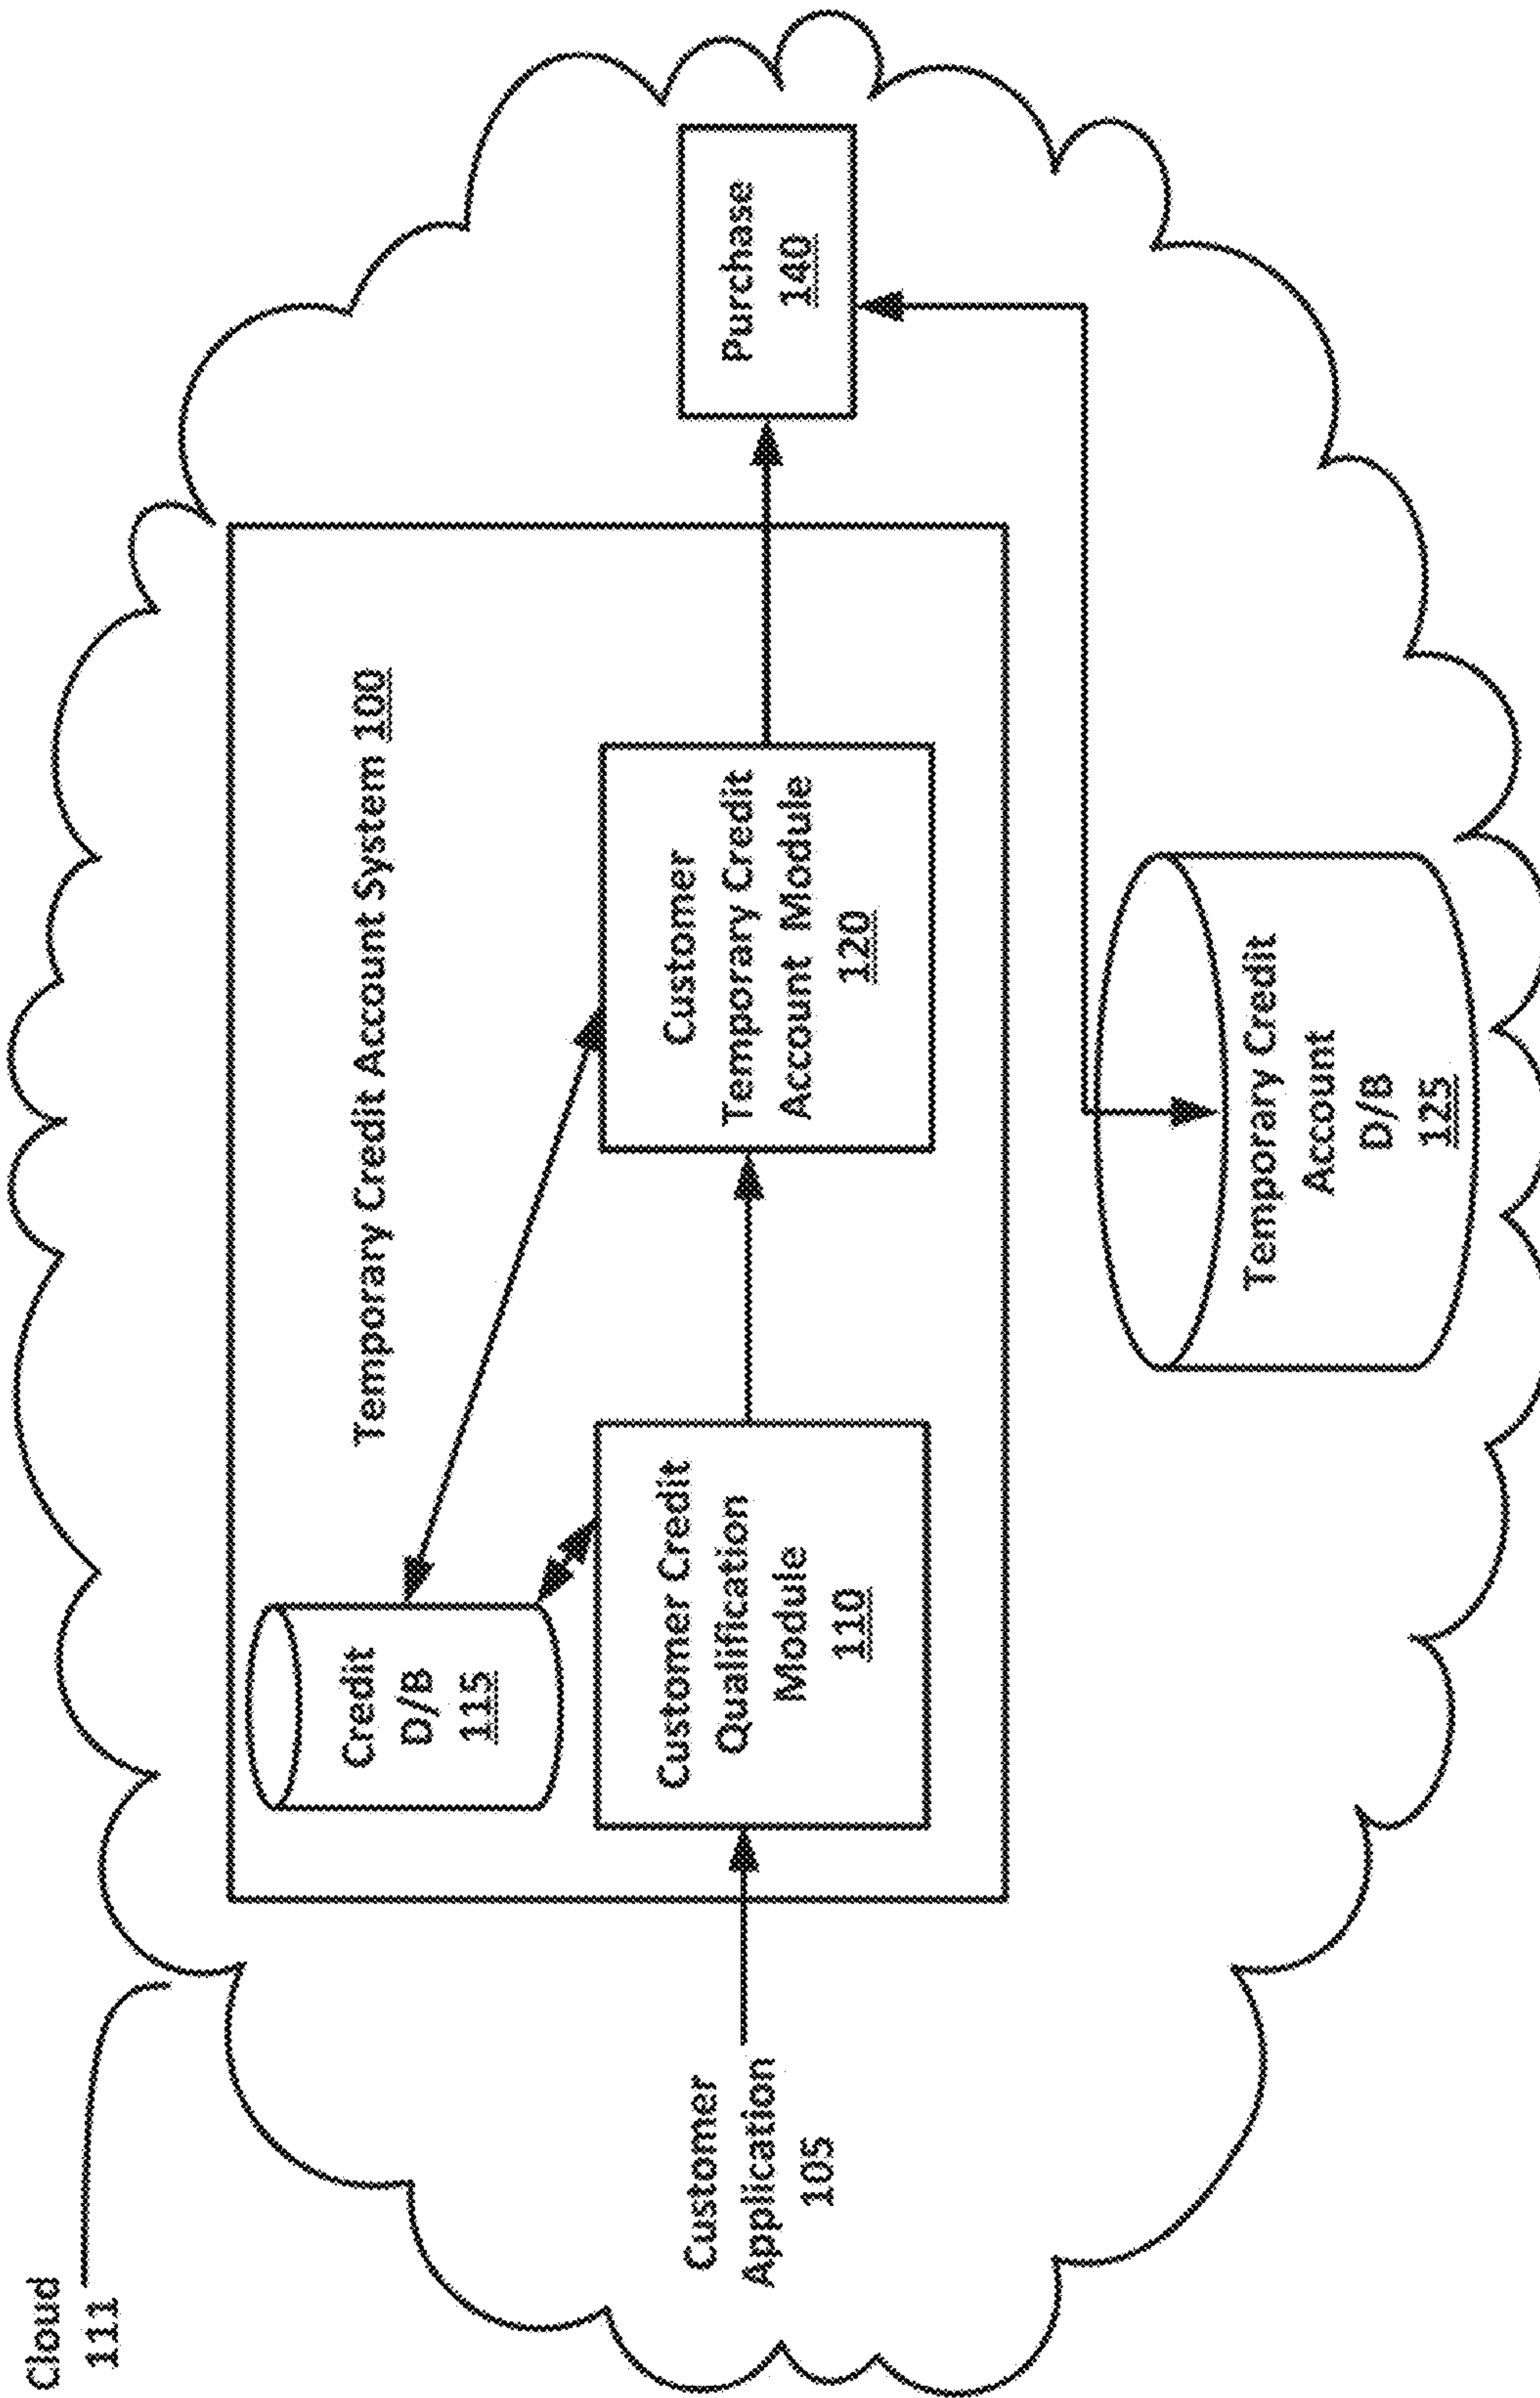 Cloud
111
Temporary Credit Account System 100
Credit
D/B
115
Customer
Application
105
Customer Credit
Qualification
Module
110
Customer
Temporary Credit
Account Module
120
Purchase
140
Temporary Credit
Account
D/B
125